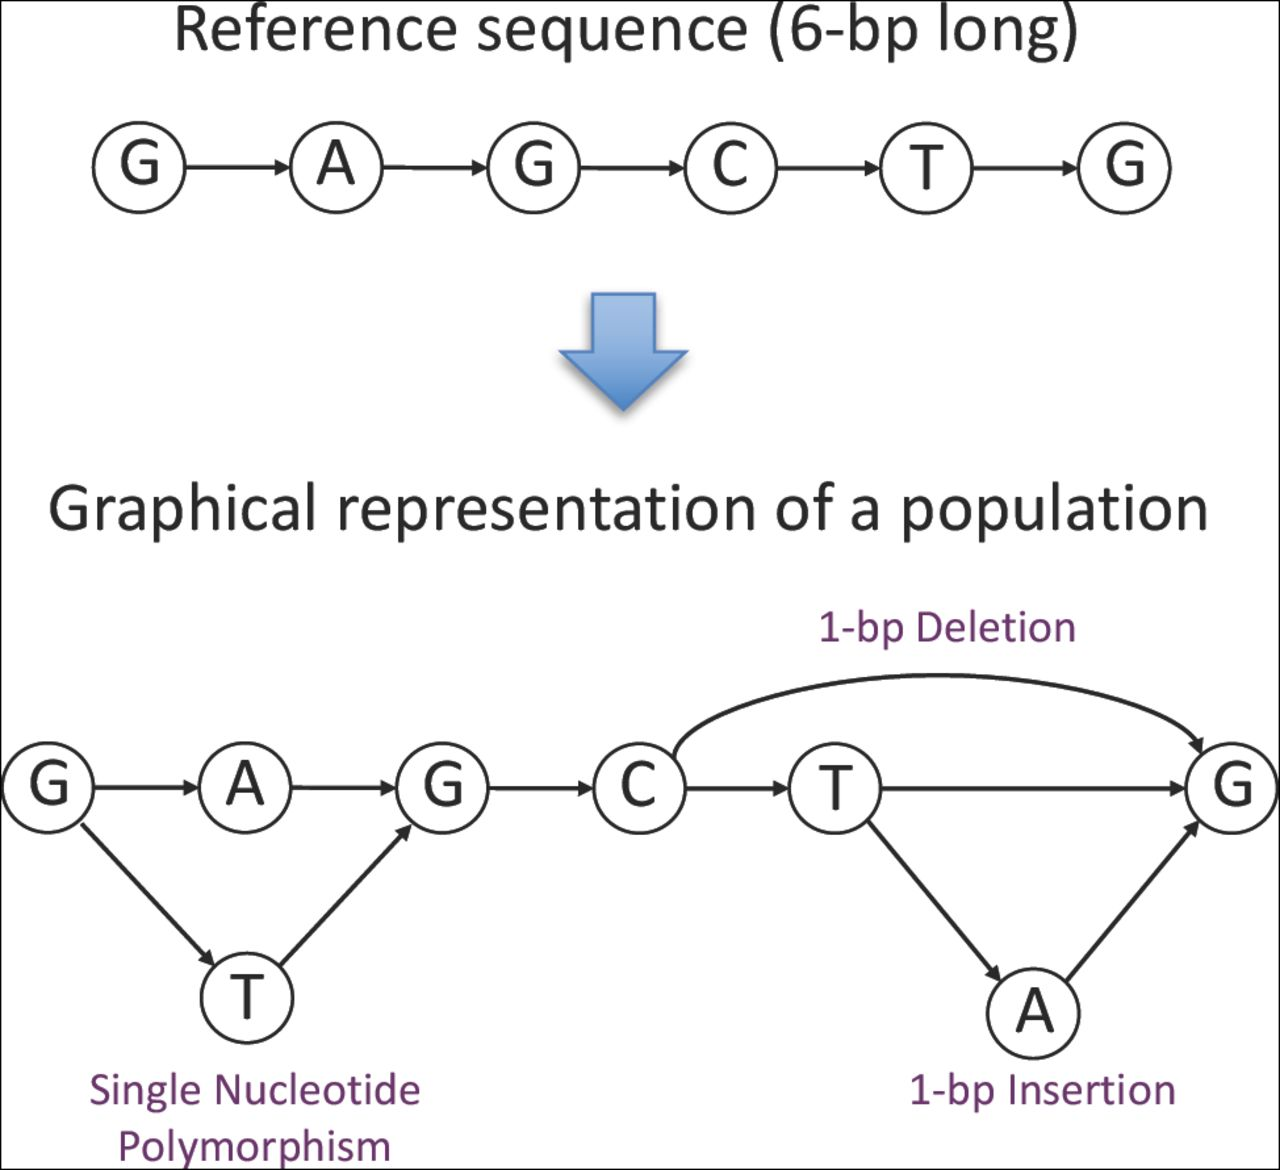 Reference sequence (6-bp long)
G A G C T G
Graphical representation of a population
1-bp Deletion
G A G C T G
T A
Single Nucleotide
Polymorphism
1-bp Insertion